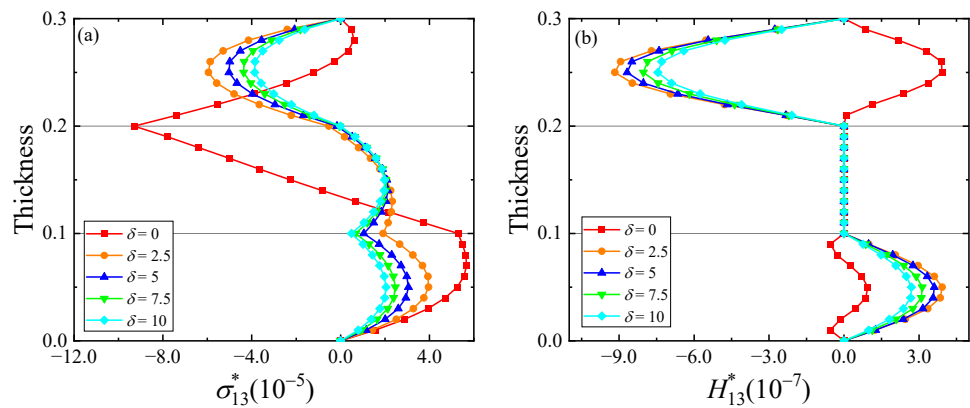 (a)
Thickness
0.3
0.2
0.1
0.0
δ = 0
δ = 2.5
δ = 5
δ = 7.5
δ = 10
-12.0 -8.0 -4.0 0.0 4.0
σ*₁₃(10⁻⁵)
(b)
Thickness
0.3
0.2
0.1
0.0
δ = 0
δ = 2.5
δ = 5
δ = 7.5
δ = 10
-9.0 -6.0 -3.0 0.0 3.0
H*₁₃(10⁻⁷)